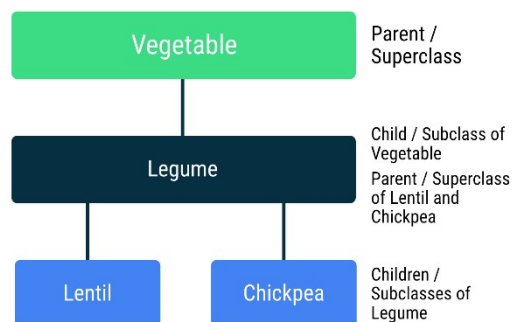 Vegetable
Parent /
Superclass
Legume
Child / Subclass of
Vegetable
Parent / Superclass
of Lentil and
Chickpea
Lentil
Chickpea
Children /
Subclasses of
Legume